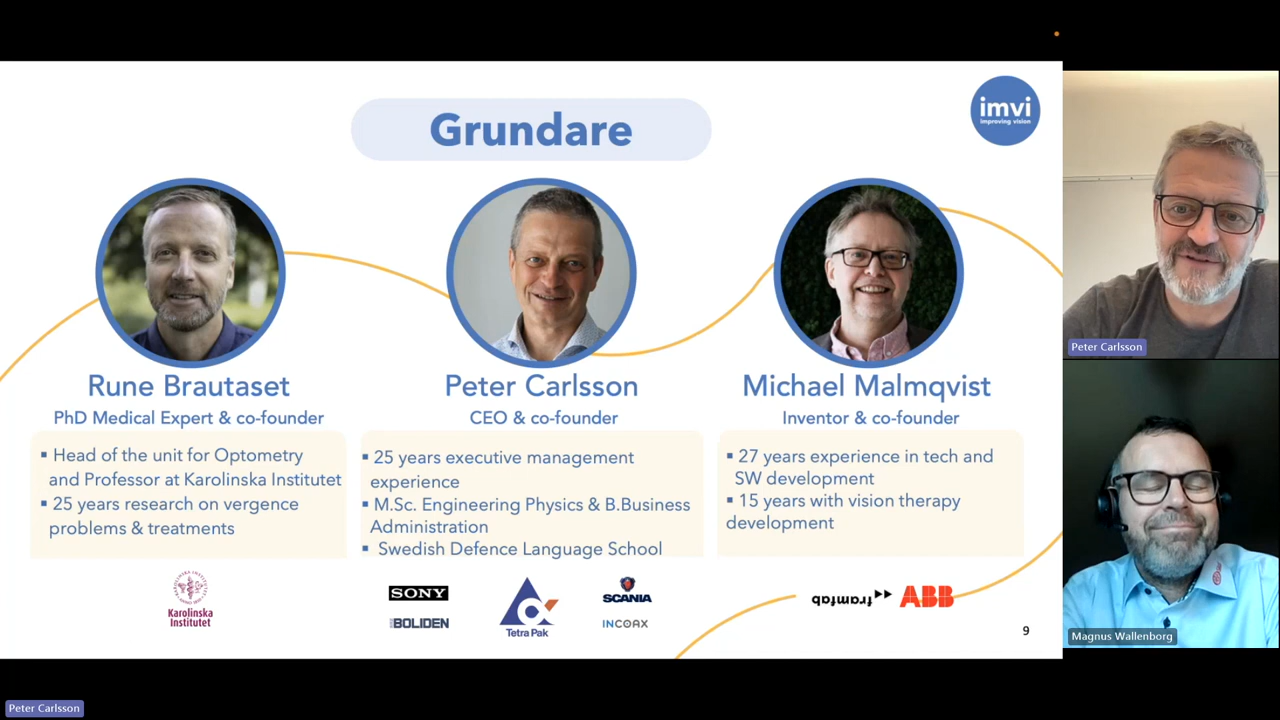 Grundare
imvi
improving vision
Rune Brautaset
PhD Medical Expert & co-founder
▪ Head of the unit for Optometry
and Professor at Karolinska Institutet
▪ 25 years research on vergence
problems & treatments
Karolinska
Institutet
Peter Carlsson
CEO & co-founder
▪ 25 years executive management
experience
▪ M.Sc. Engineering Physics & B.Business
Administration
▪ Swedish Defence Language School
SONY
BOLIDEN
Tetra Pak
SCANIA
INCOAX
Michael Malmqvist
Inventor & co-founder
▪ 27 years experience in tech and
SW development
▪ 15 years with vision therapy
development
framfab
ABB
9
Peter Carlsson
Magnus Wallenborg
Peter Carlsson